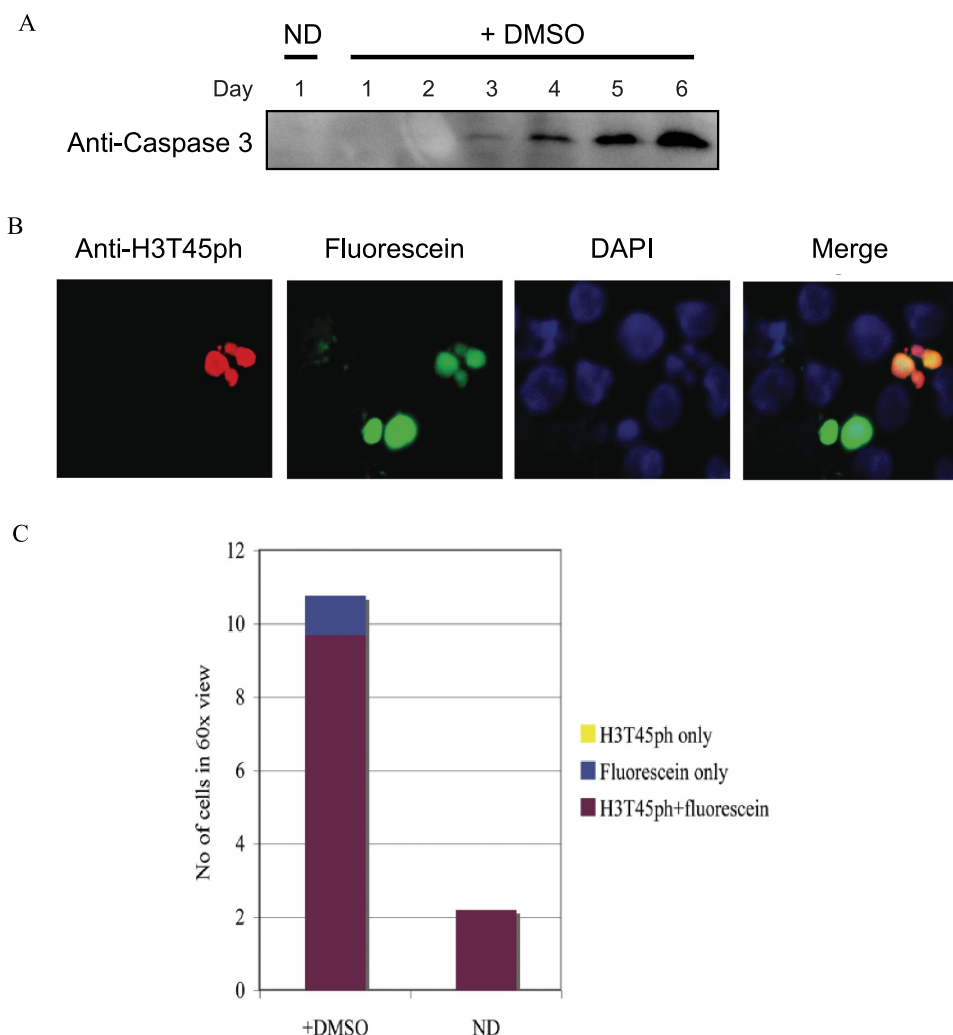 A
ND + DMSO
Day 1 1 2 3 4 5 6
Anti-Caspase 3
B
Anti-H3T45ph Fluorescein DAPI Merge
C
12
10
8
6
4
2
0
No of cells in 60x view
+DMSO ND
H3T45ph only
Fluorescein only
H3T45ph+fluorescein